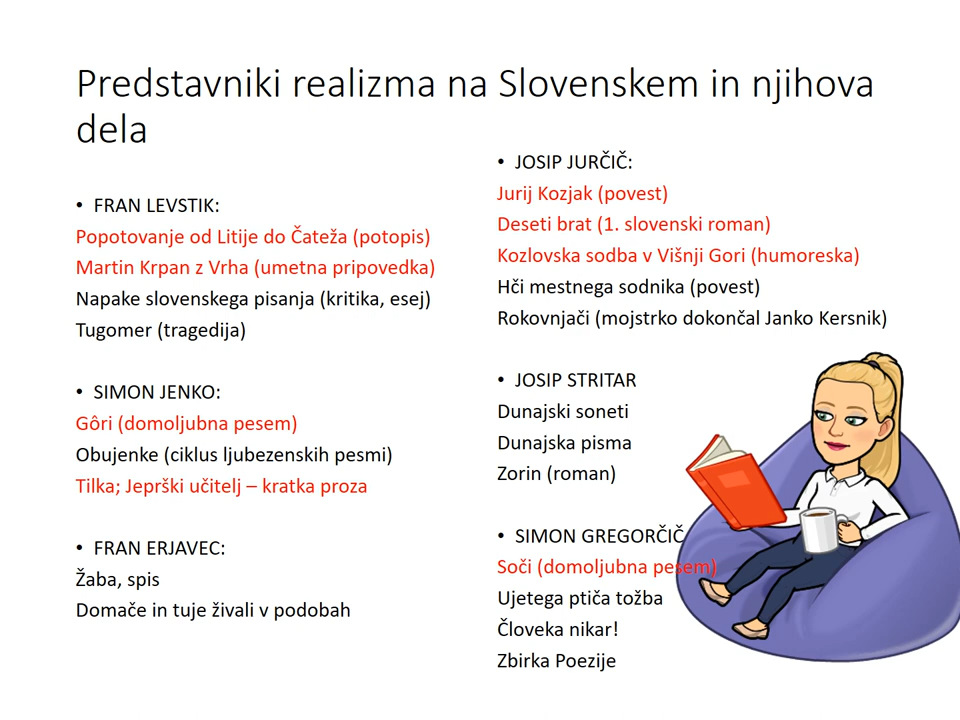 Predstavniki realizma na Slovenskem in njihova
dela
• FRAN LEVSTIK:
Popotovanje od Litije do Čateža (potopis)
Martin Krpan z Vrha (umetna pripovedka)
Napake slovenskega pisanja (kritika, esej)
Tugomer (tragedija)
• SIMON JENKO:
Gôri (domoljubna pesem)
Obujenke (ciklus ljubezenskih pesmi)
Tilka; Jeprški učitelj – kratka proza
• FRAN ERJAVEC:
Žaba, spis
Domače in tuje živali v podobah
• JOSIP JURČIČ:
Jurij Kozjak (povest)
Deseti brat (1. slovenski roman)
Kozlovska sodba v Višnji Gori (humoreska)
Hči mestnega sodnika (povest)
Rokovnjači (mojstrko dokončal Janko Kersnik)
• JOSIP STRITAR
Dunajski soneti
Dunajska pisma
Zorin (roman)
• SIMON GREGORČIČ
Soči (domoljubna pesem)
Ujetega ptiča tožba
Človeka nikar!
Zbirka Poezije